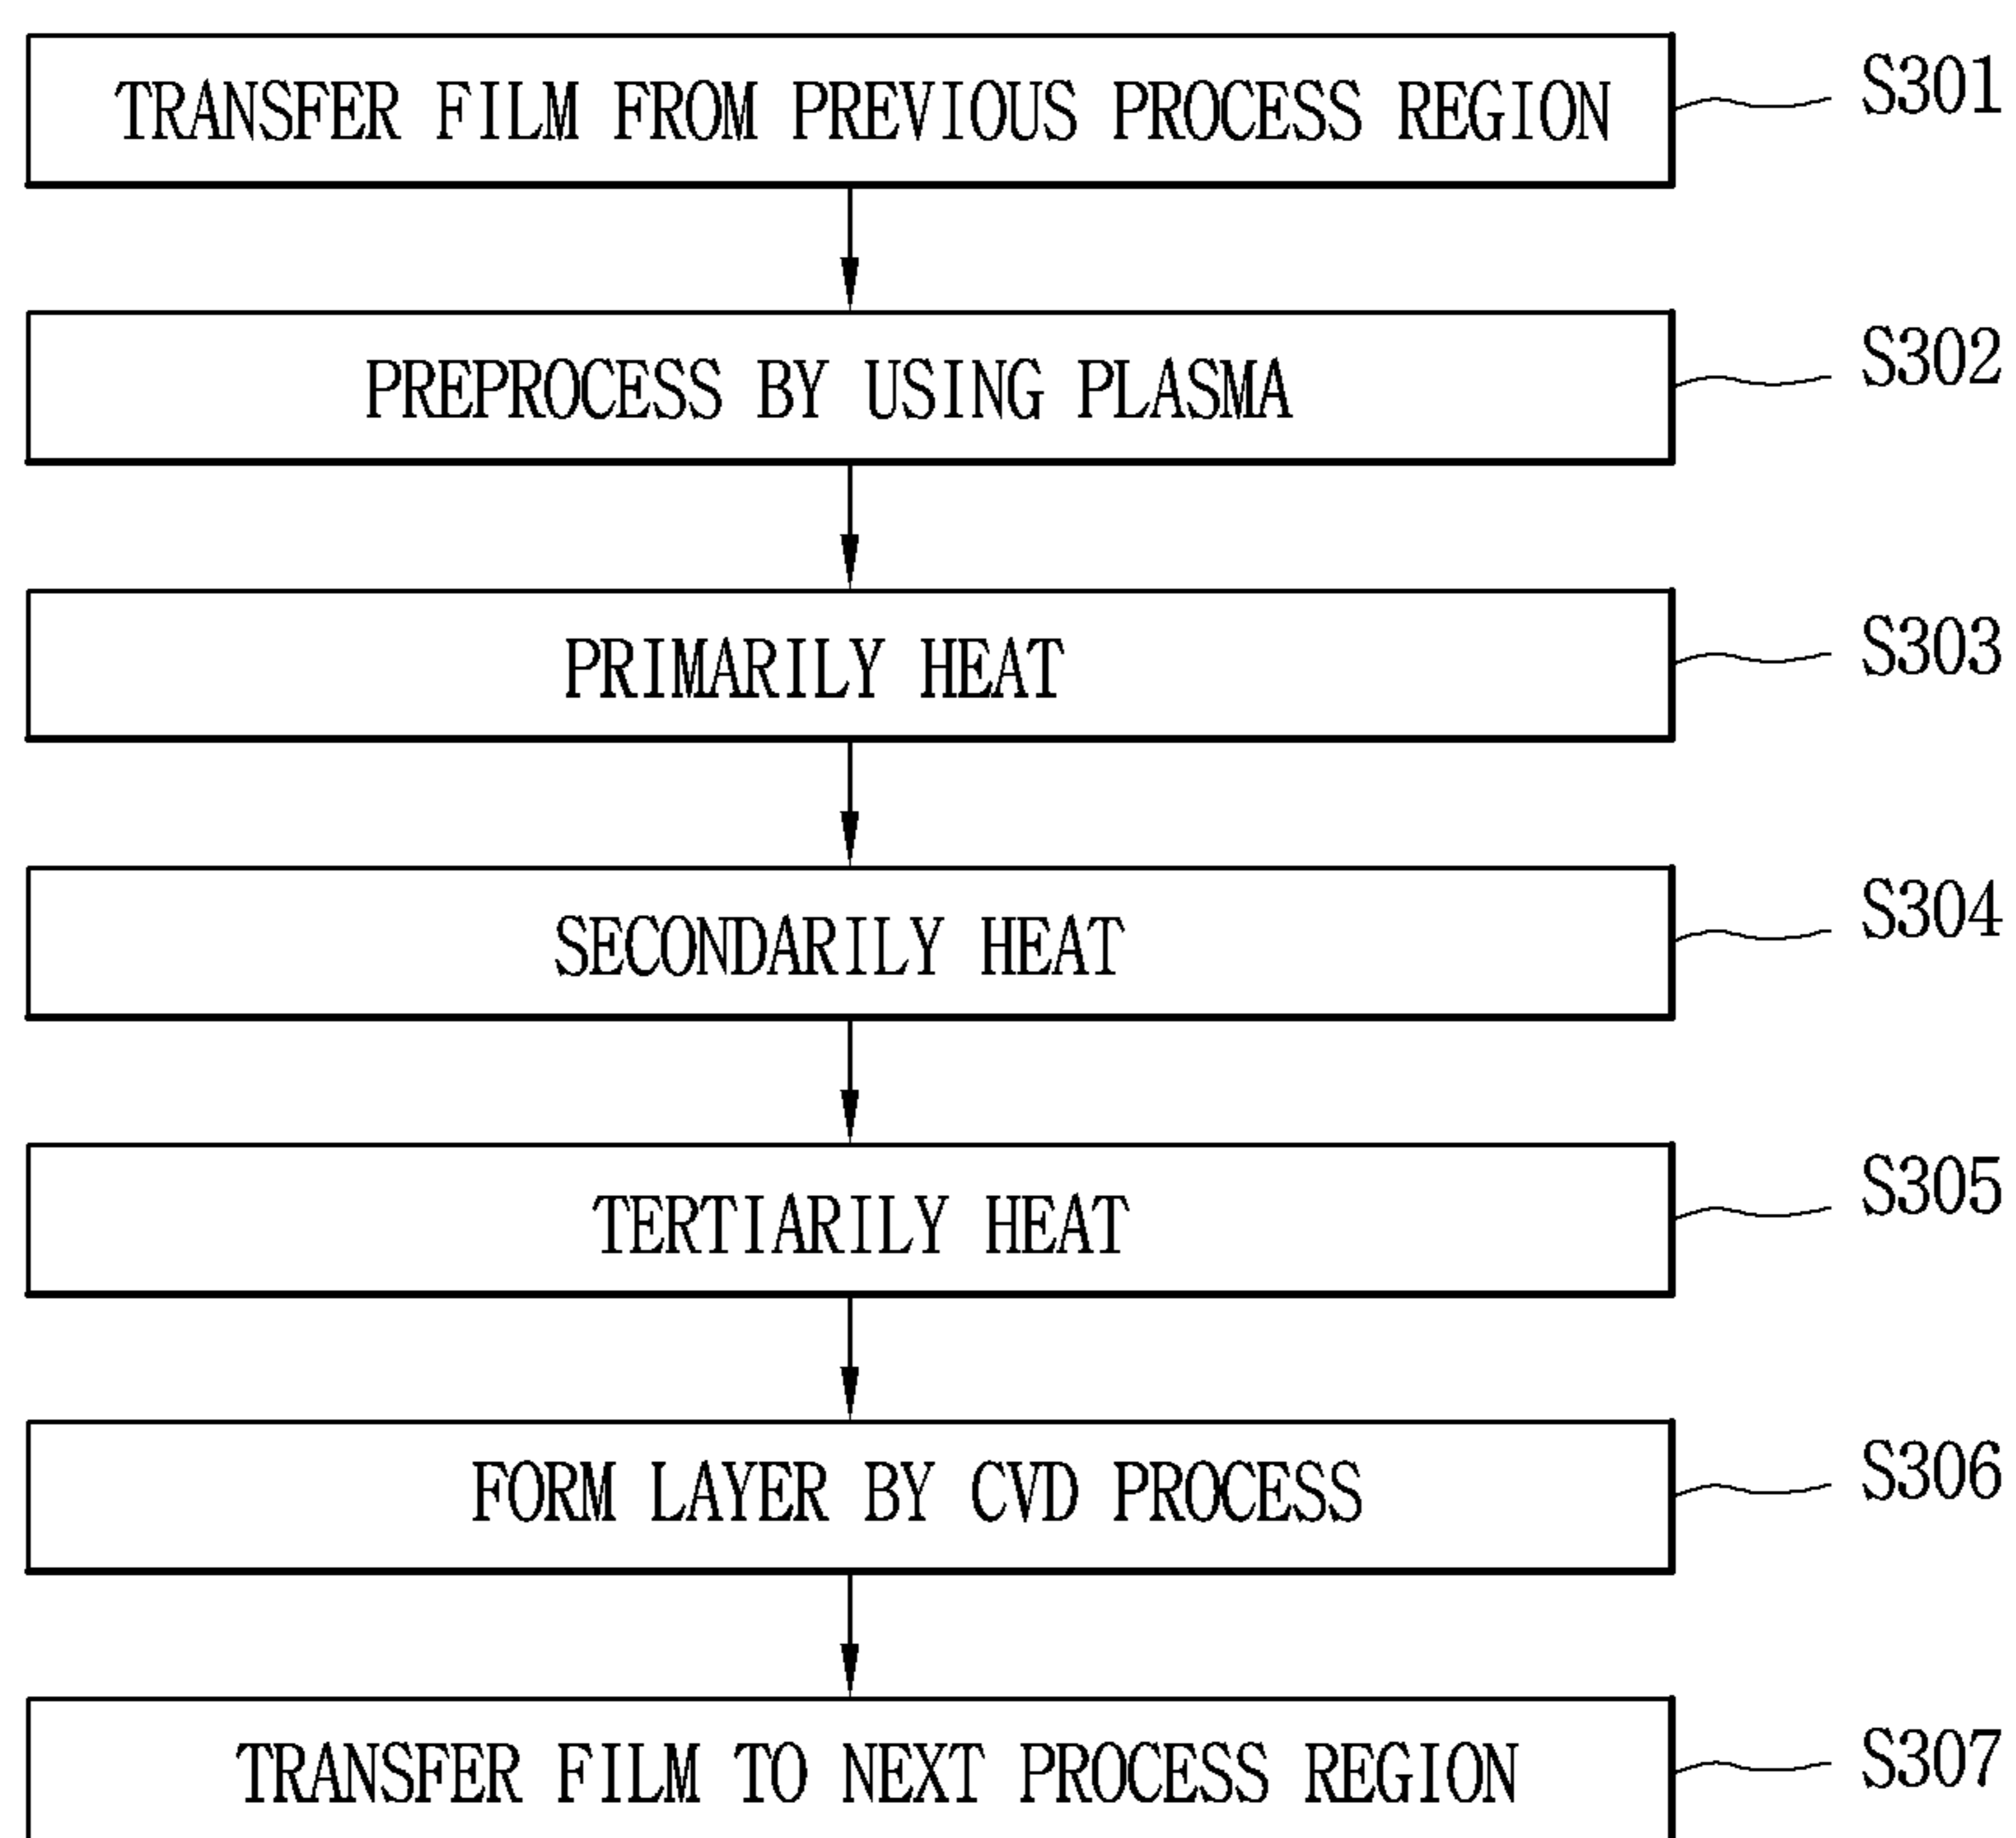 TRANSFER FILM FROM PREVIOUS PROCESS REGION S301
PREPROCESS BY USING PLASMA S302
PRIMARILY HEAT S303
SECONDARILY HEAT S304
TERTIARILY HEAT S305
FORM LAYER BY CVD PROCESS S306
TRANSFER FILM TO NEXT PROCESS REGION S307